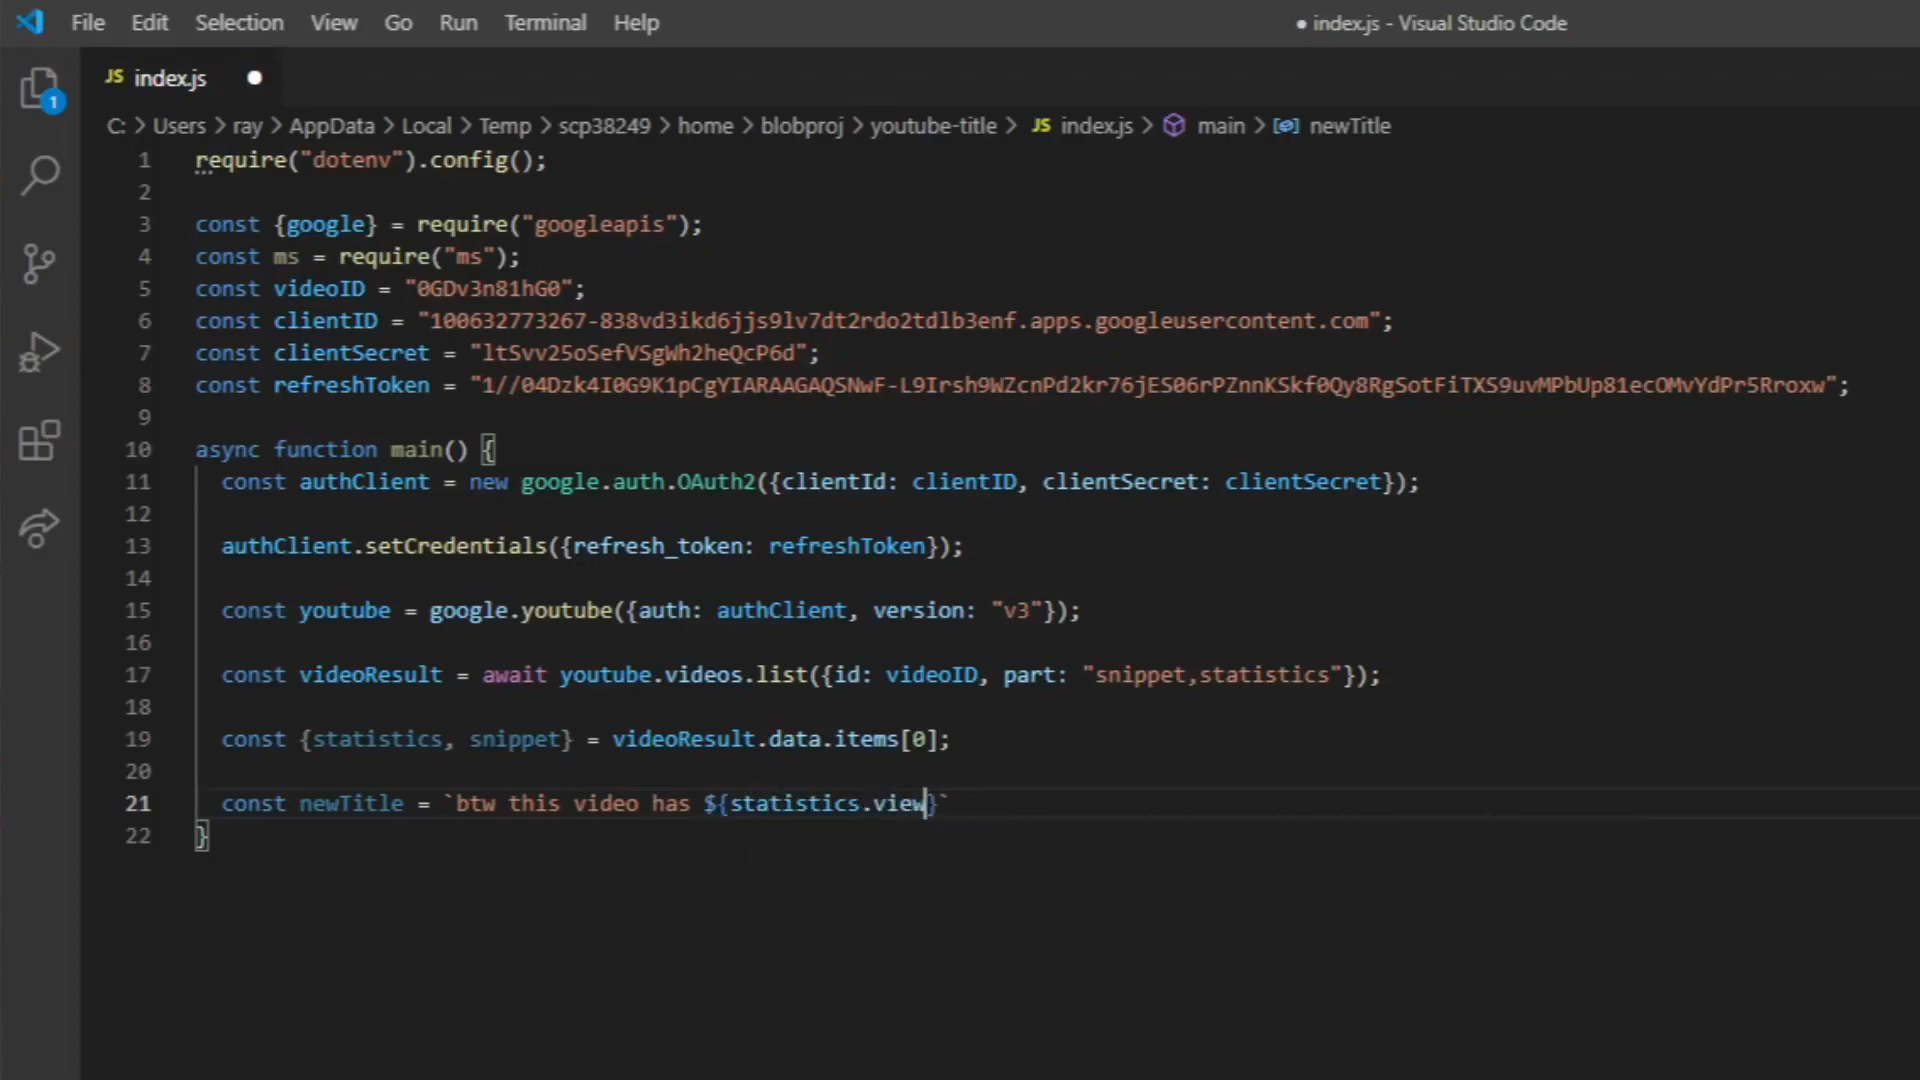 File Edit Selection View Go Run Terminal Help ● index.js - Visual Studio Code
JS index.js ●
1
C: > Users > ray > AppData > Local > Temp > scp38249 > home > blobproj > youtube-title > JS index.js > main > newTitle
1 require("dotenv").config();
2
3 const {google} = require("googleapis");
4 const ms = require("ms");
5 const videoID = "0GDv3n81hG0";
6 const clientID = "100632773267-838vd3ikd6jjs9lv7dt2rdo2tdlb3enf.apps.googleusercontent.com";
7 const clientSecret = "ltSvv25oSefVSgWh2heQcP6d";
8 const refreshToken = "1//04Dzk4I0G9K1pCgYIARAAGAQSNwF-L9Irsh9WZcnPd2kr76jES06rPZnnKSkf0Qy8RgSotFiTXS9uvMPbUp81ecOMvYdPr5Rroxw";
9
10 async function main() {
11 const authClient = new google.auth.OAuth2({clientId: clientID, clientSecret: clientSecret});
12
13 authClient.setCredentials({refresh_token: refreshToken});
14
15 const youtube = google.youtube({auth: authClient, version: "v3"});
16
17 const videoResult = await youtube.videos.list({id: videoID, part: "snippet,statistics"});
18
19 const {statistics, snippet} = videoResult.data.items[0];
20
21 const newTitle = `btw this video has ${statistics.view}`
22 }